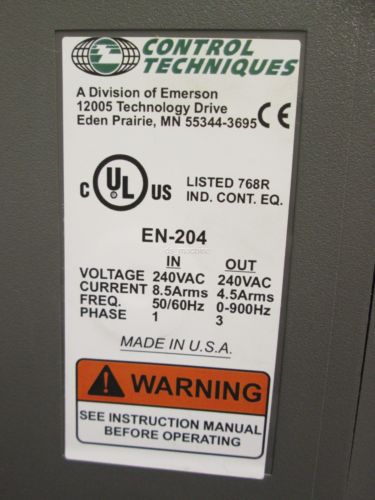 CONTROL
TECHNIQUES
A Division of Emerson
12005 Technology Drive
Eden Prairie, MN 55344-3695 CE
C UL US LISTED 768R
IND. CONT. EQ.
EN-204
IN OUT
VOLTAGE 240VAC 240VAC
CURRENT 8.5Arms 4.5Arms
FREQ. 50/60Hz 0-900Hz
PHASE 1 3
MADE IN U.S.A.
! WARNING
SEE INSTRUCTION MANUAL
BEFORE OPERATING